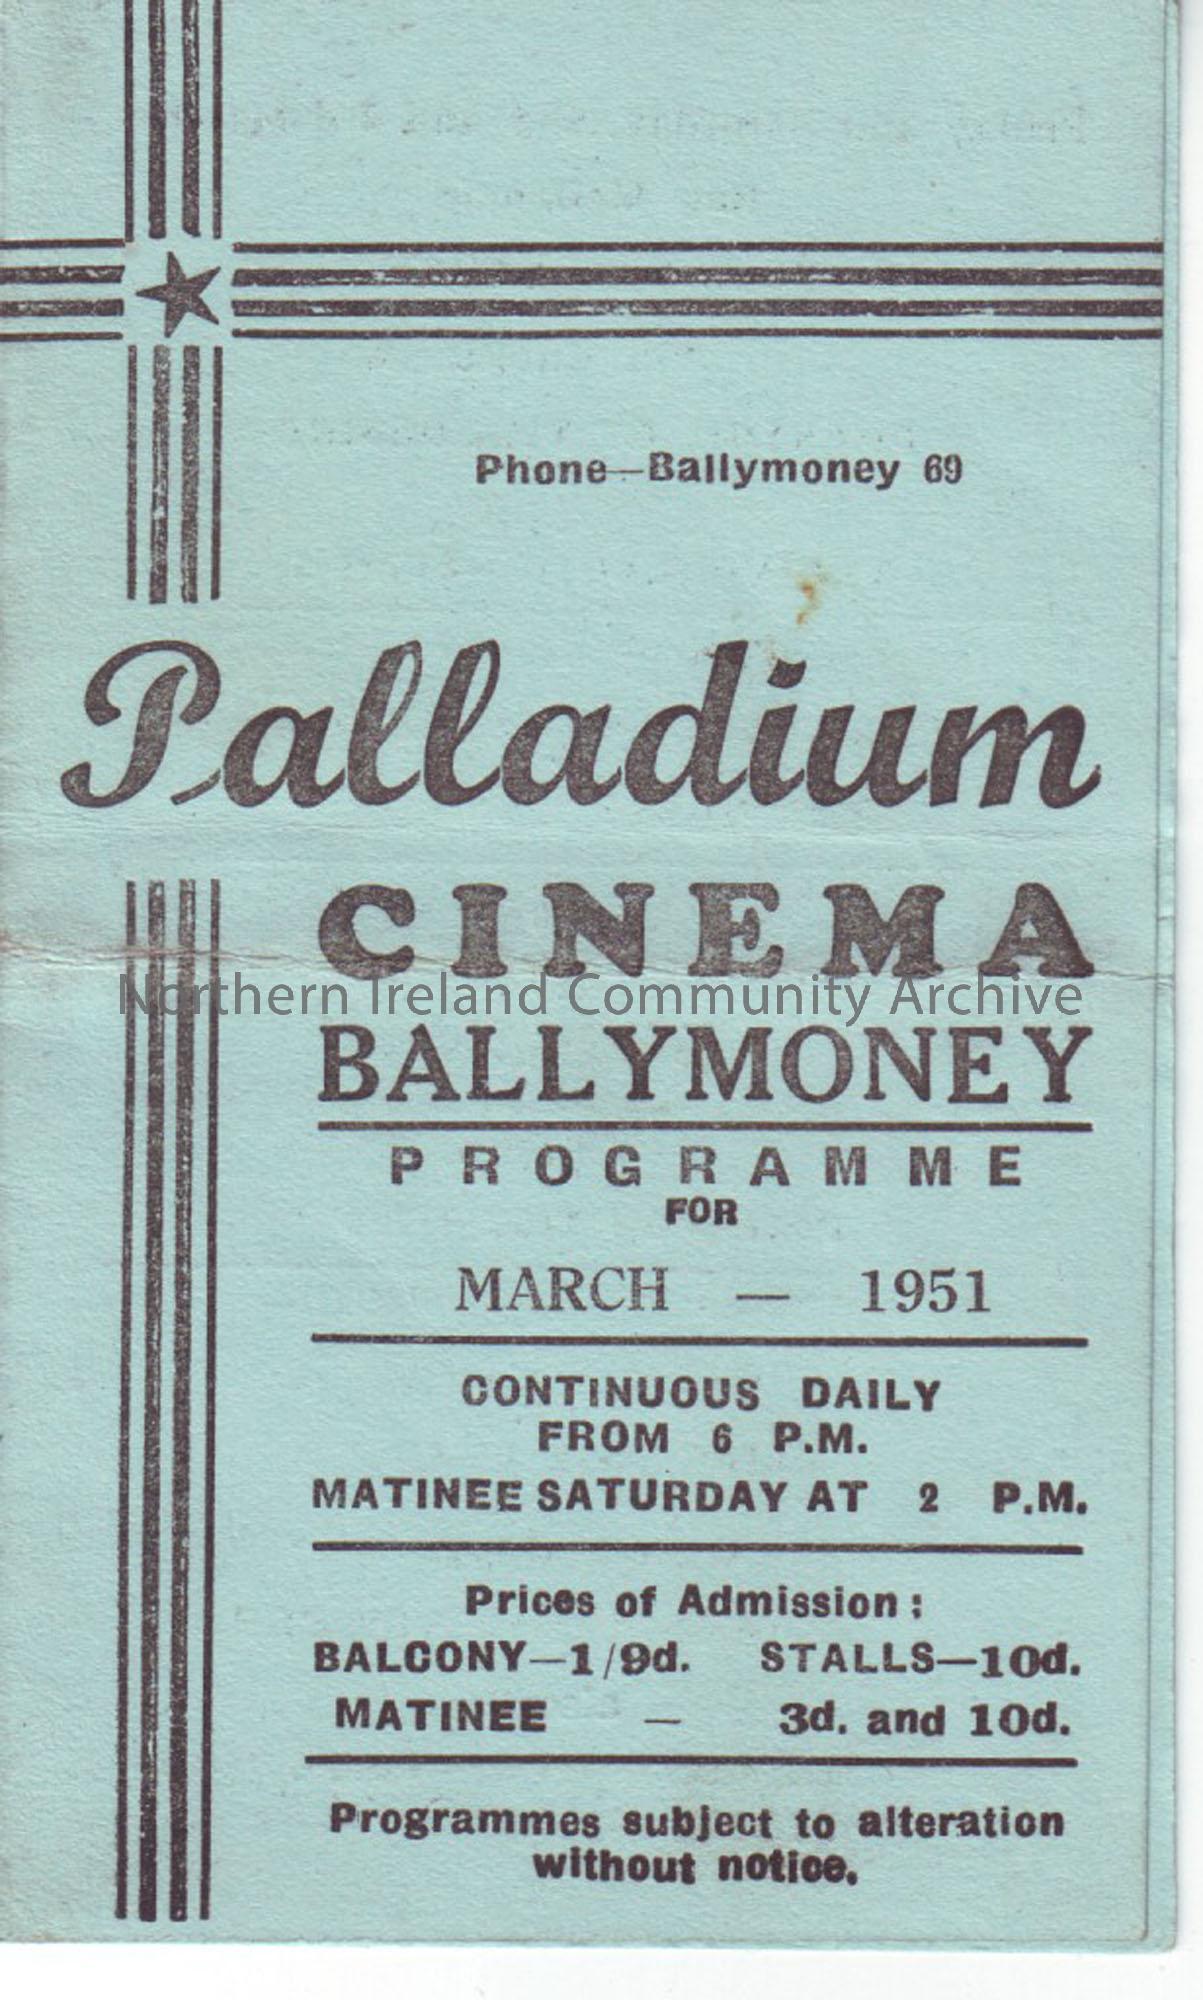 Phone—Ballymoney 69
Palladium
CINEMA
Northern Ireland Community Archive
BALLYMONEY
PROGRAMME
FOR
MARCH — 1951
CONTINUOUS DAILY
FROM 6 P.M.
MATINEE SATURDAY AT 2 P.M.
Prices of Admission:
BALCONY—1/9d. STALLS—10d.
MATINEE — 3d. and 10d.
Programmes subject to alteration
without notice.